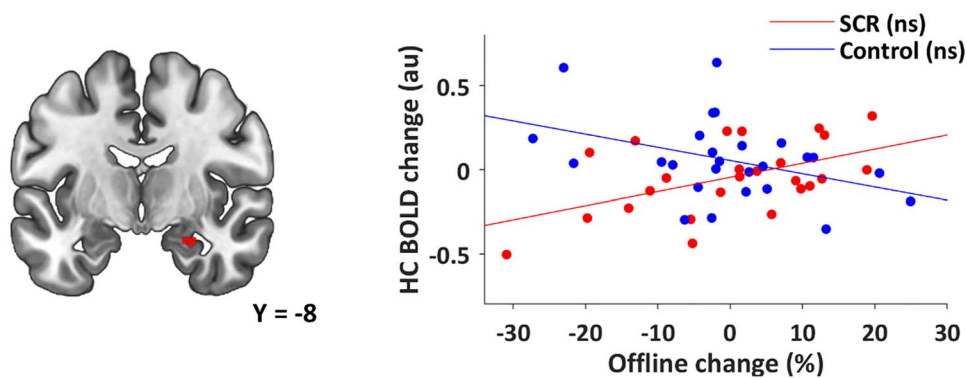 Y = -8
SCR (ns)
Control (ns)
HC BOLD change (au)
0.5
0
-0.5
-30 -20 -10 0 10 20 30
Offline change (%)